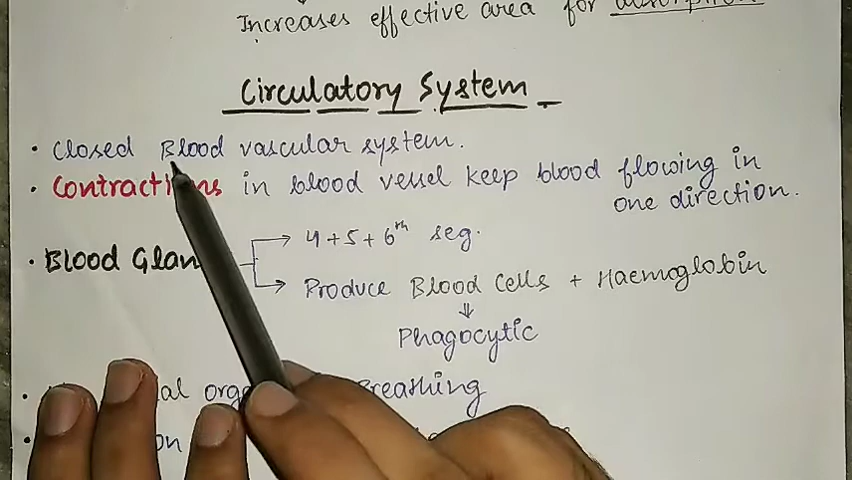 Increases effective area for
Circulatory System
• Closed Blood vascular system.
• Contractions in blood vessel keep blood flowing in
one direction.
• Blood Glan
→ 4+5+6th seg.
→ Produce Blood Cells + Haemoglobin
⇓
Phagocytic
• Breathing
•